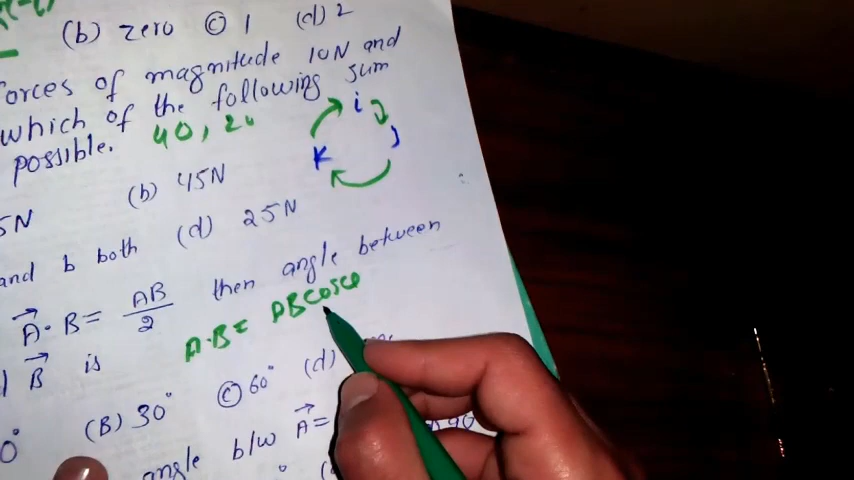 (b) zero © 1 (d) 2
orces of magnitude 10N and
which of the following sum
possible. 40, 20
i
j
K
5N (b) 45N
and b both (d) 25N
A⃗ · B = AB/2 then angle between
A·B = ABcosθ
B⃗ is
0° (B) 30° © 60° (d)
angle b/w A⃗ =